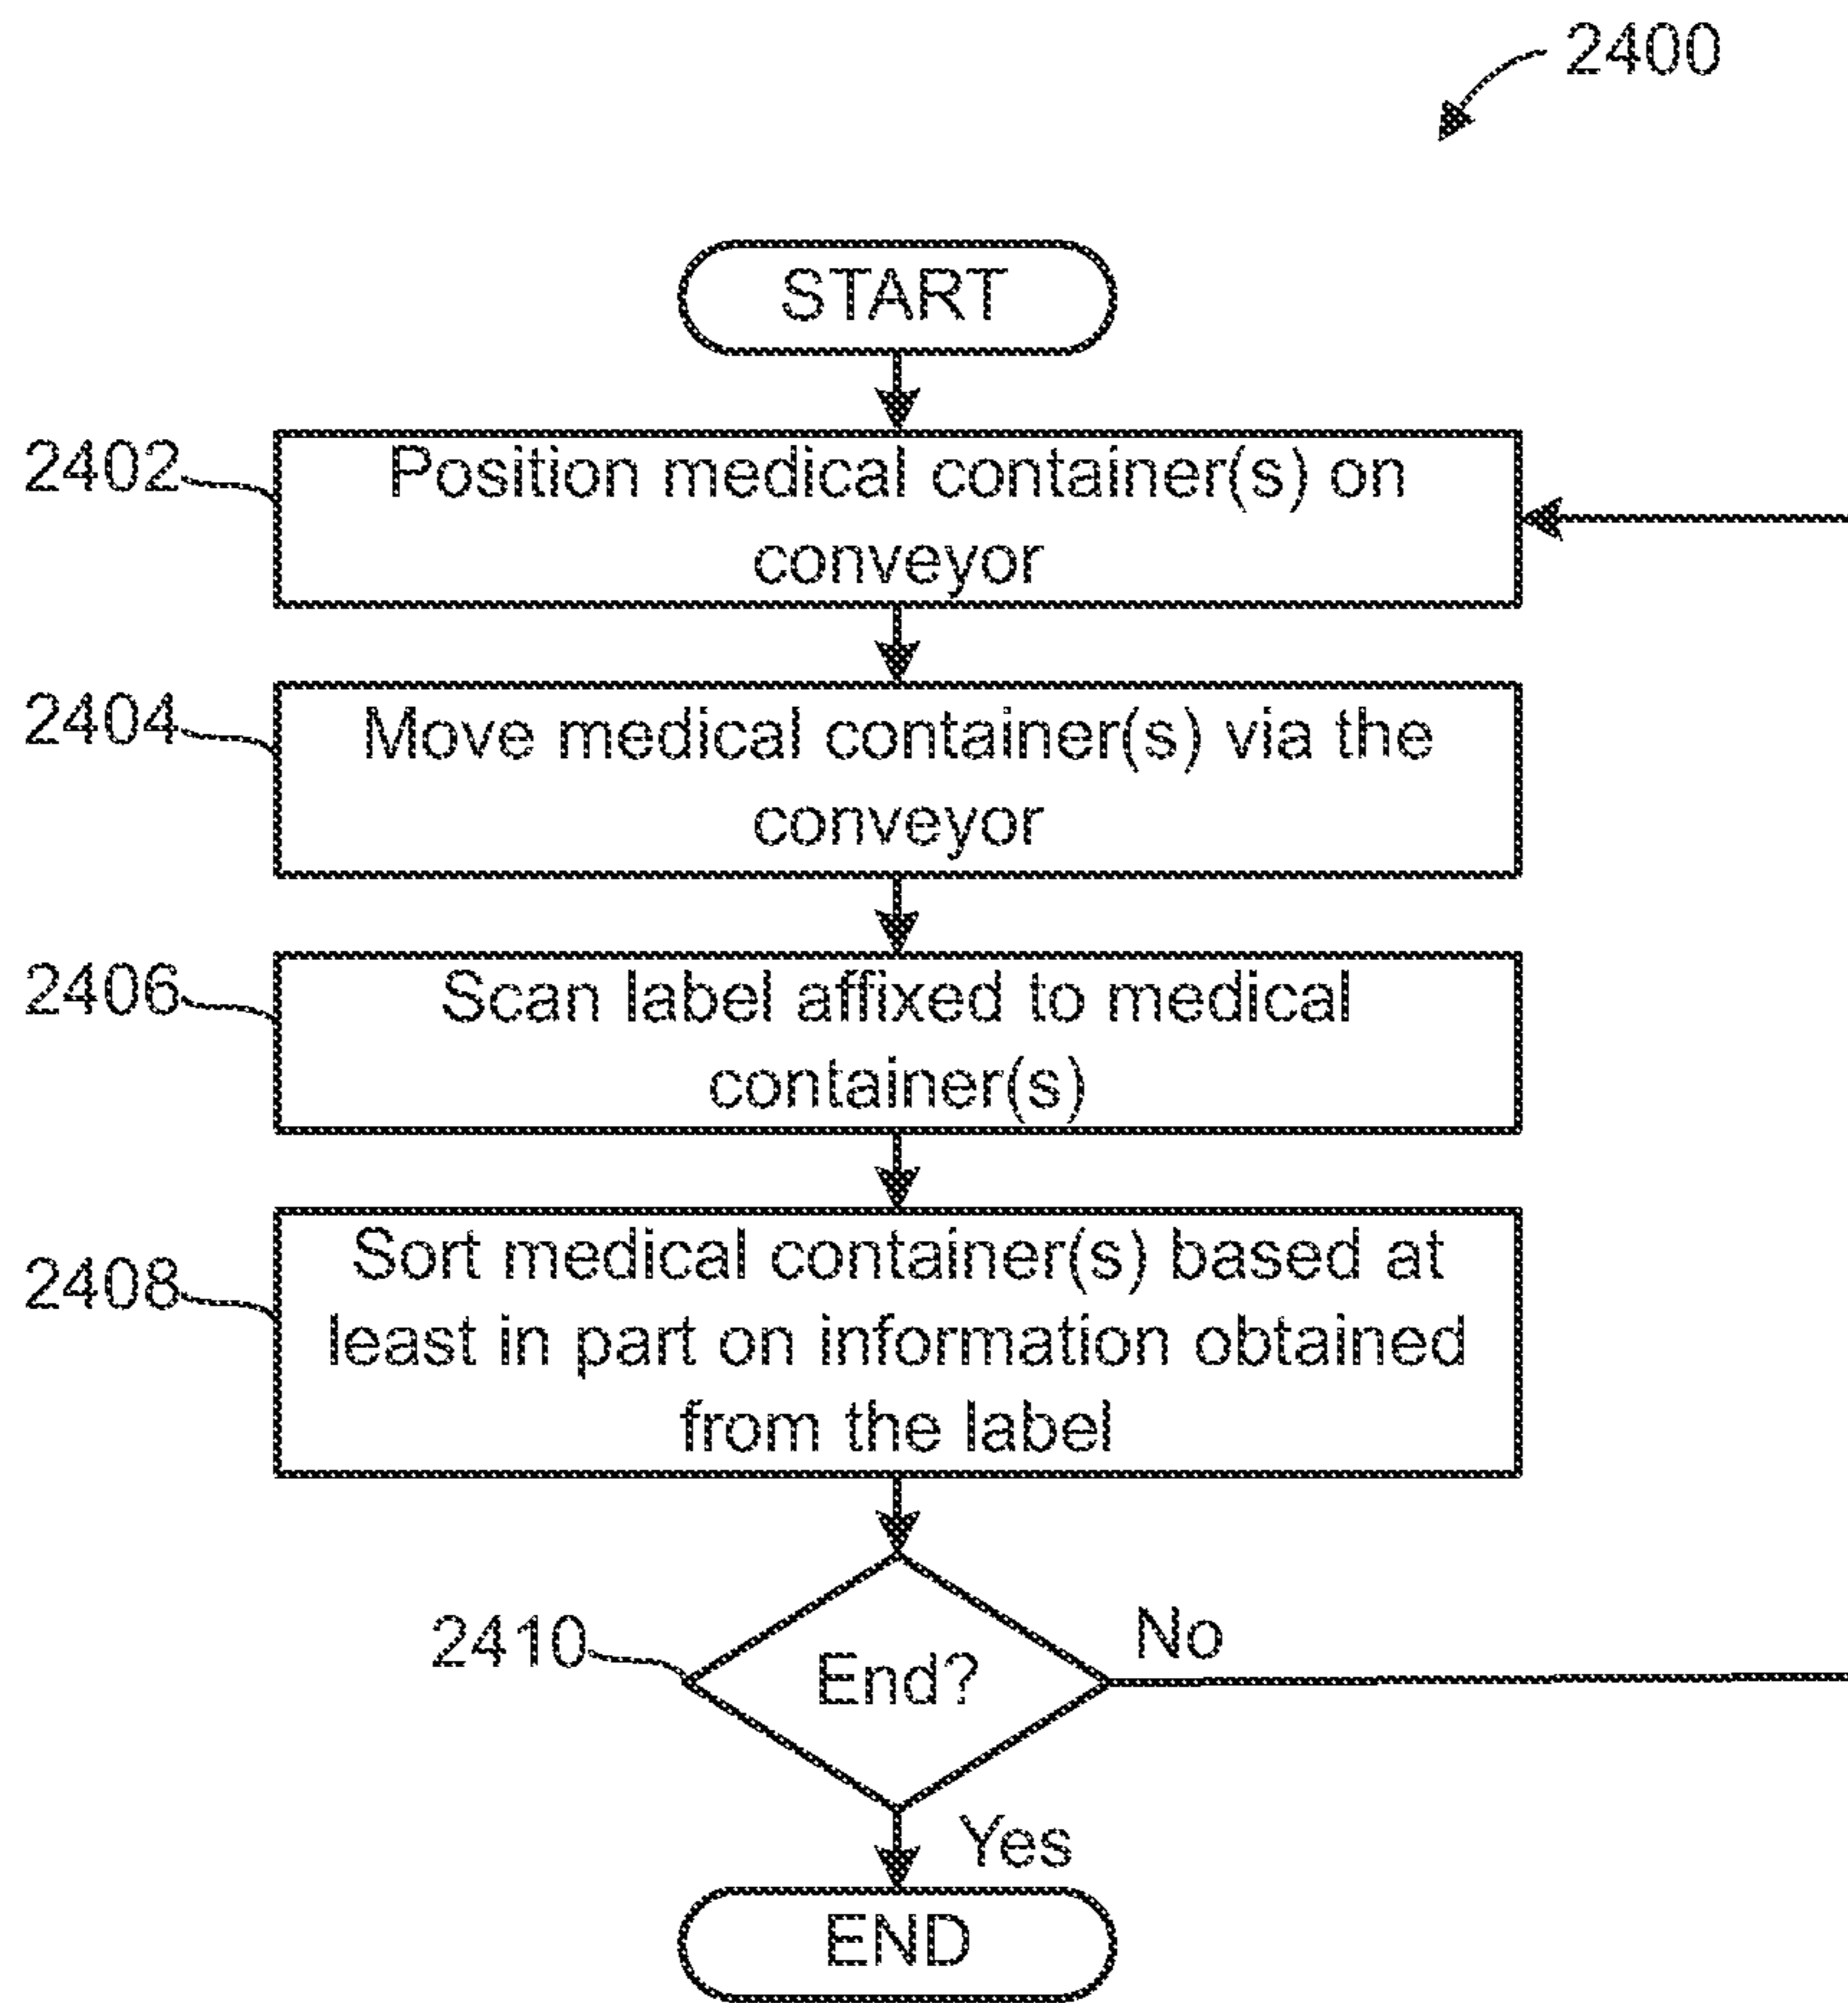 2400
START
2402
Position medical container(s) on
conveyor
2404
Move medical container(s) via the
conveyor
2406
Scan label affixed to medical
container(s)
2408
Sort medical container(s) based at
least in part on information obtained
from the label
2410
End?
No
Yes
END